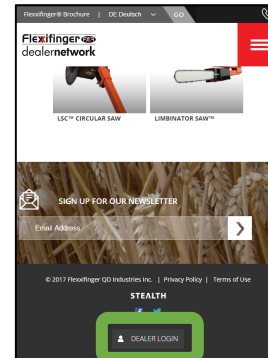 Flexxifinger® Brochure | DE Deutsch GO
Flexxifinger QD
dealernetwork
LSC™ CIRCULAR SAW
LIMBINATOR SAW™
SIGN UP FOR OUR NEWSLETTER
Email Address
© 2017 Flexxifinger QD Industries Inc. | Privacy Policy | Terms of Use
STEALTH
DEALER LOGIN